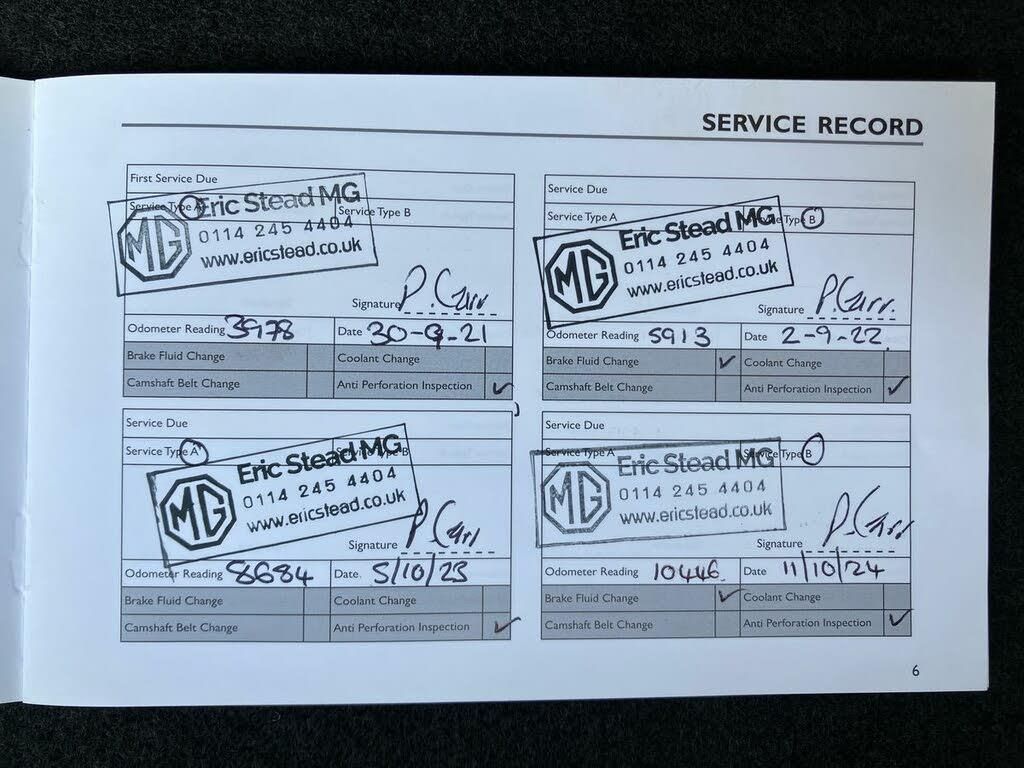 SERVICE RECORD
First Service Due
Service Type A
Service Type B
MG
Eric Stead MG
0114 245 4404
www.ericstead.co.uk
Signature P. Carr
Odometer Reading 3978
Date 30-9-21
Brake Fluid Change
Coolant Change
Camshaft Belt Change
Anti Perforation Inspection ✓
Service Due
Service Type A
Service Type B
MG
Eric Stead MG
0114 245 4404
www.ericstead.co.uk
Signature P. Carr.
Odometer Reading 5913
Date 2-9-22.
Brake Fluid Change ✓
Coolant Change
Camshaft Belt Change
Anti Perforation Inspection ✓
Service Due
Service Type A
Service Type B
MG
Eric Stead MG
0114 245 4404
www.ericstead.co.uk
Signature P. Carr
Odometer Reading 8684
Date 5/10/23
Brake Fluid Change
Coolant Change
Camshaft Belt Change
Anti Perforation Inspection ✓
Service Due
Service Type A
Service Type B
MG
Eric Stead MG
0114 245 4404
www.ericstead.co.uk
Signature P. Carr
Odometer Reading 10446
Date 11/10/24
Brake Fluid Change ✓
Coolant Change
Camshaft Belt Change
Anti Perforation Inspection ✓
6